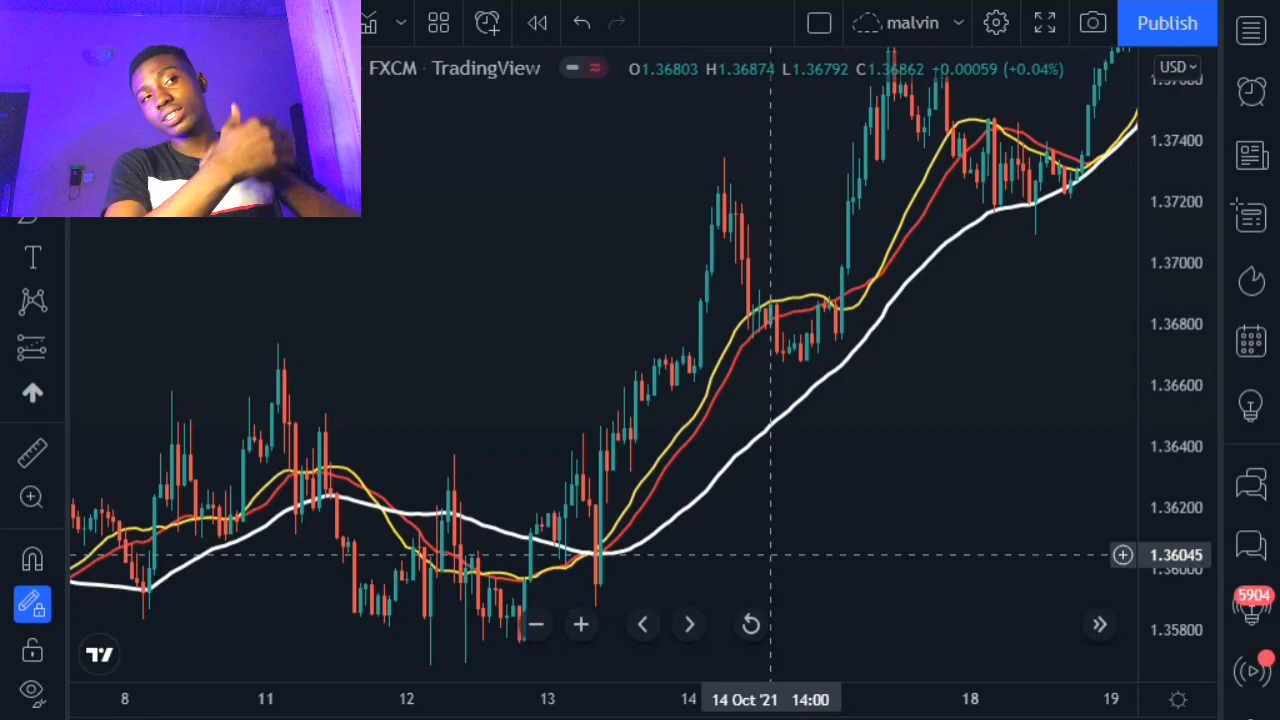 malvin
Publish
FXCM · TradingView
O1.36803 H1.36874 L1.36792 C1.36862 +0.00059 (+0.04%)
USD
1.37400
1.37200
1.37000
1.36800
1.36600
1.36400
1.36200
1.36045
1.36000
1.35800
5904
8 11 12 13 14 14 Oct '21 14:00 18 19